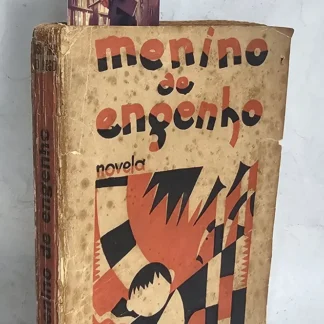 menino
de
engenho
novela
menino de engenho